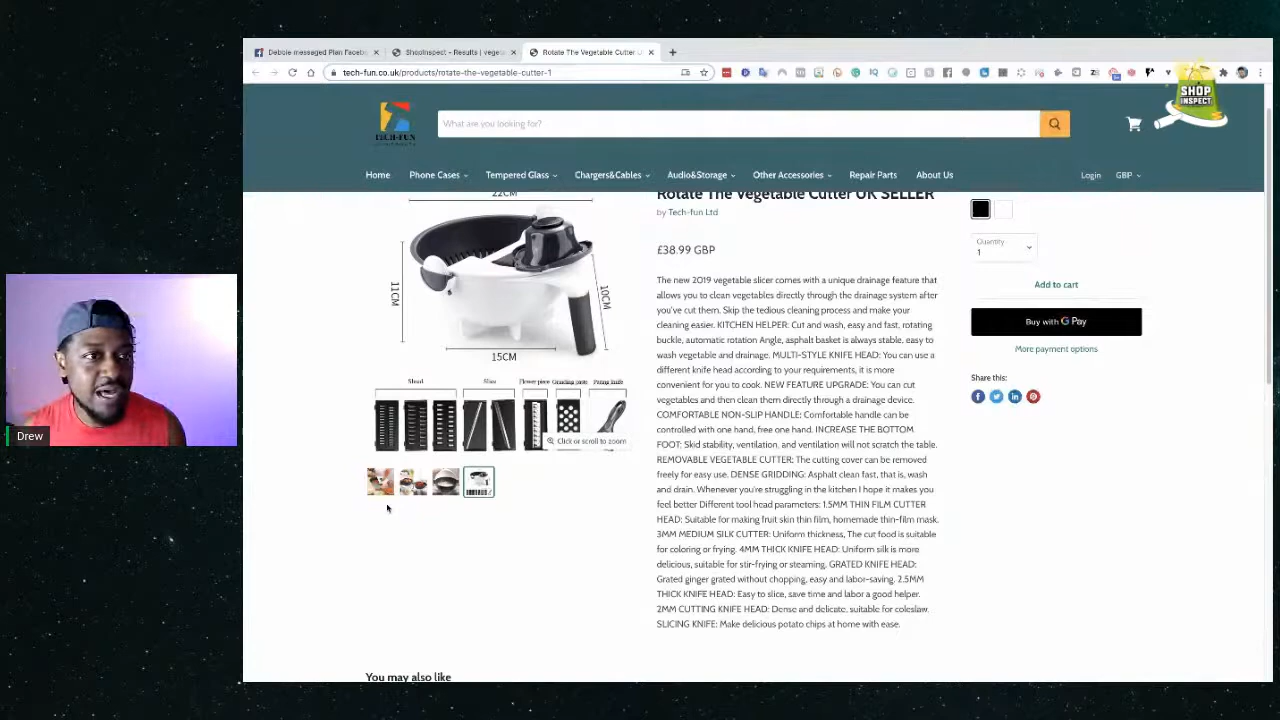 Debbie messaged Plan Facebo
ShopInspect - Results | veget
Rotate The Vegetable Cutter U
tech-fun.co.uk/products/rotate-the-vegetable-cutter-1
SHOP
INSPECT
TECH-FUN
What are you looking for?
Home
Phone Cases
Tempered Glass
Chargers&Cables
Audio&Storage
Other Accessories
Repair Parts
About Us
Login
GBP
22CM
11CM
10CM
15CM
Shred
Slice
Flower piece
Grinding paste
Paring knife
Click or scroll to zoom
Rotate The Vegetable Cutter UK SELLER
by Tech-fun Ltd
£38.99 GBP
The new 2019 vegetable slicer comes with a unique drainage feature that
allows you to clean vegetables directly through the drainage system after
you've cut them. Skip the tedious cleaning process and make your
cleaning easier. KITCHEN HELPER: Cut and wash, easy and fast, rotating
buckle, automatic rotation Angle, asphalt basket is always stable, easy
to wash vegetable and drainage. MULTI-STYLE KNIFE HEAD: You can use a
different knife head according to your requirements, it is more
convenient for you to cook. NEW FEATURE UPGRADE: You can cut
vegetables and then clean them directly through a drainage device.
COMFORTABLE NON-SLIP HANDLE: Comfortable handle can be
controlled with one hand, free one hand. INCREASE THE BOTTOM
FOOT: Skid stability, ventilation, and ventilation will not scratch the table.
REMOVABLE VEGETABLE CUTTER: The cutting cover can be removed
freely for easy use. DENSE GRIDDING: Asphalt clean fast, that is, wash
and drain. Whenever you're struggling in the kitchen I hope it makes you
feel better Different tool head parameters: 1.5MM THIN FILM CUTTER
HEAD: Suitable for making fruit skin thin film, homemade thin-film mask.
3MM MEDIUM SILK CUTTER: Uniform thickness, The cut food is suitable
for coloring or frying. 4MM THICK KNIFE HEAD: Uniform silk is more
delicious, suitable for stir-frying or steaming, GRATED KNIFE HEAD:
Grated ginger grated without chopping, easy and labor-saving. 2.5MM
THICK KNIFE HEAD: Easy to slice, save time and labor a good helper.
2MM CUTTING KNIFE HEAD: Dense and delicate, suitable for coleslaw.
SLICING KNIFE: Make delicious potato chips at home with ease.
Quantity
1
Add to cart
Buy with G Pay
More payment options
Share this:
You may also like
Drew